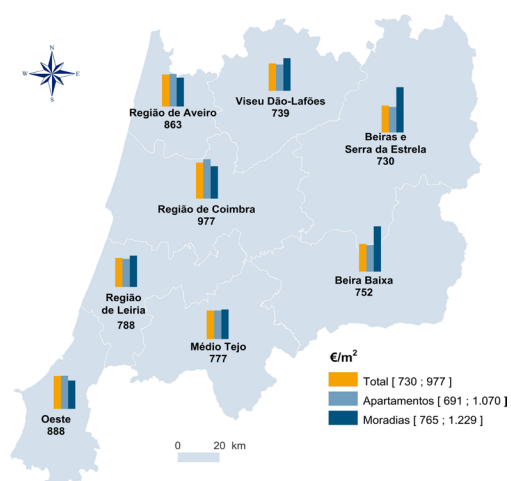 N
W
E
S
Viseu Dão-Lafões
739
Região de Aveiro
863
Beiras e
Serra da Estrela
730
Região de Coimbra
977
Beira Baixa
752
Região
de Leiria
788
Médio Tejo
777
€/m²
Total [ 730 ; 977 ]
Apartamentos [ 691 ; 1.070 ]
Moradias [ 765 ; 1.229 ]
Oeste
888
0 20 km